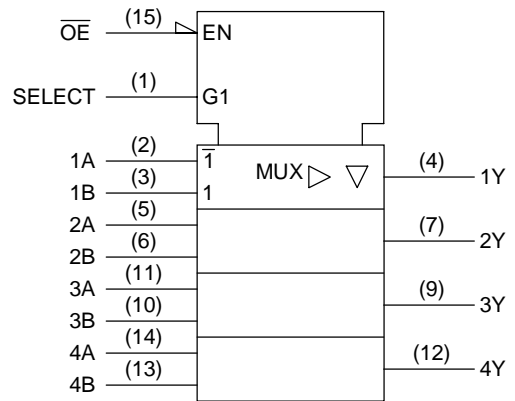 O̅E̅ (15) EN
SELECT (1) G1
1A (2) 1̅ MUX (4) 1Y
1B (3) 1
2A (5) (7) 2Y
2B (6)
3A (11) (9) 3Y
3B (10)
4A (14) (12) 4Y
4B (13)